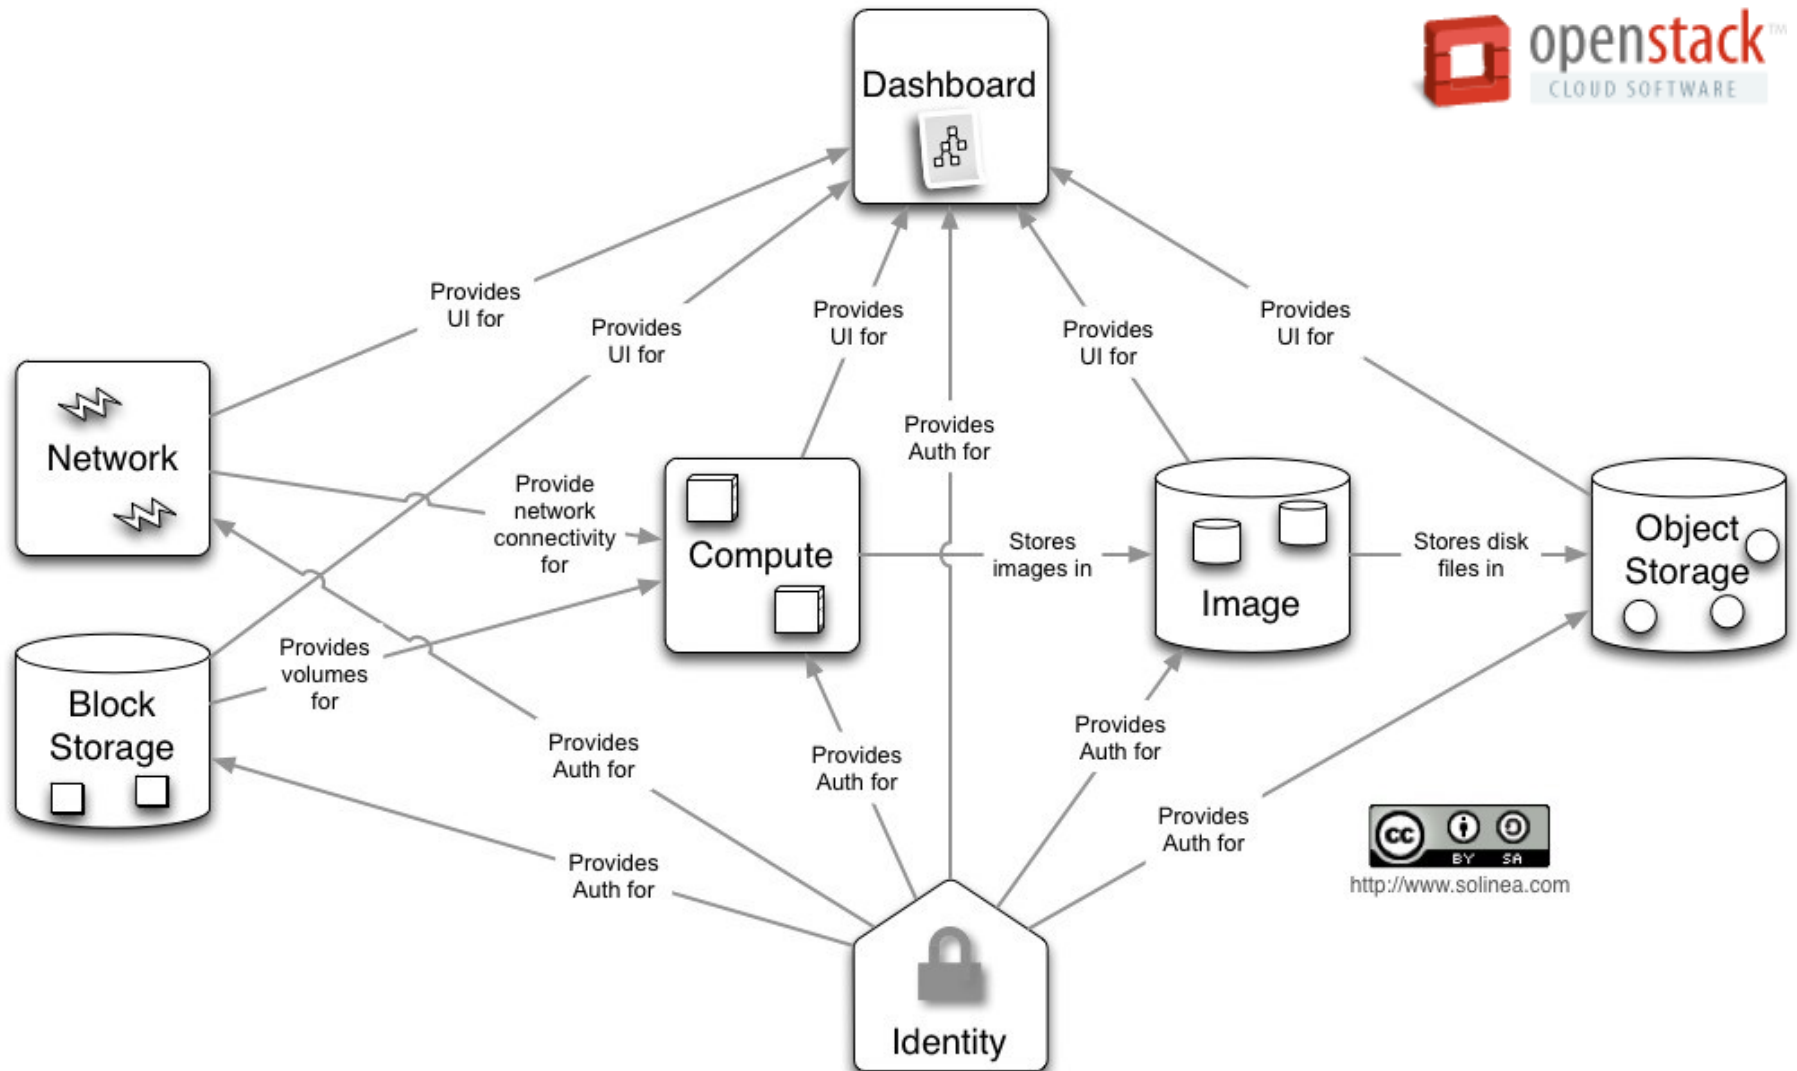 openstack
TM
CLOUD SOFTWARE
Dashboard
Provides
UI for
Provides
UI for
Provides
UI for
Provides
UI for
Provides
UI for
Provides
Auth for
Network
Provide
network
connectivity
for
Compute
Stores
images in
Image
Stores disk
files in
Object
Storage
Block
Storage
Provides
volumes
for
Provides
Auth for
Provides
Auth for
Provides
Auth for
Provides
Auth for
Provides
Auth for
cc
BY SA
http://www.solinea.com
Identity